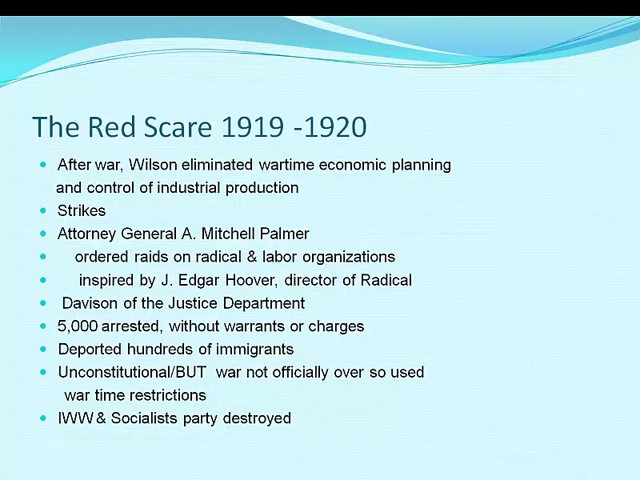 The Red Scare 1919 -1920
After war, Wilson eliminated wartime economic planning
and control of industrial production
Strikes
Attorney General A. Mitchell Palmer
ordered raids on radical & labor organizations
inspired by J. Edgar Hoover, director of Radical
Davison of the Justice Department
5,000 arrested, without warrants or charges
Deported hundreds of immigrants
Unconstitutional/BUT war not officially over so used
war time restrictions
IWW & Socialists party destroyed